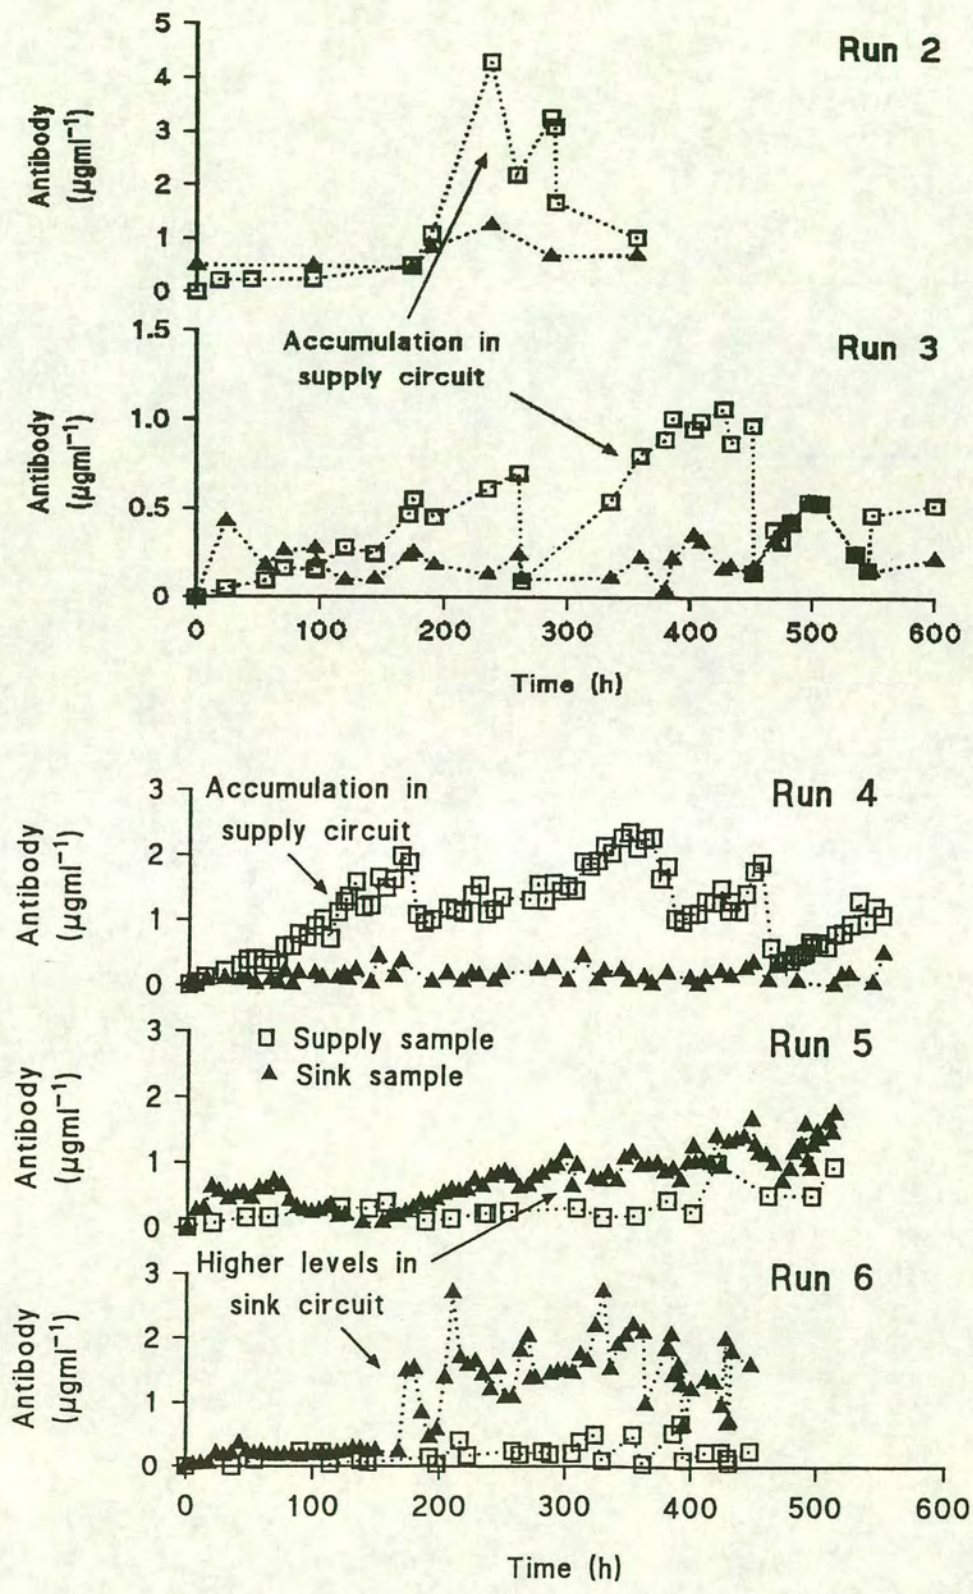 Run 2
5
4
3
2
1
0
Antibody
(µgml⁻¹)
Accumulation in
supply circuit
Run 3
1.5
1.0
0.5
0
Antibody
(µgml⁻¹)
0 100 200 300 400 500 600
Time (h)
Run 4
Accumulation in
supply circuit
3
2
1
0
Antibody
(µgml⁻¹)
Run 5
Supply sample
Sink sample
3
2
1
0
Antibody
(µgml⁻¹)
Higher levels in
sink circuit
Run 6
3
2
1
0
Antibody
(µgml⁻¹)
0 100 200 300 400 500 600
Time (h)